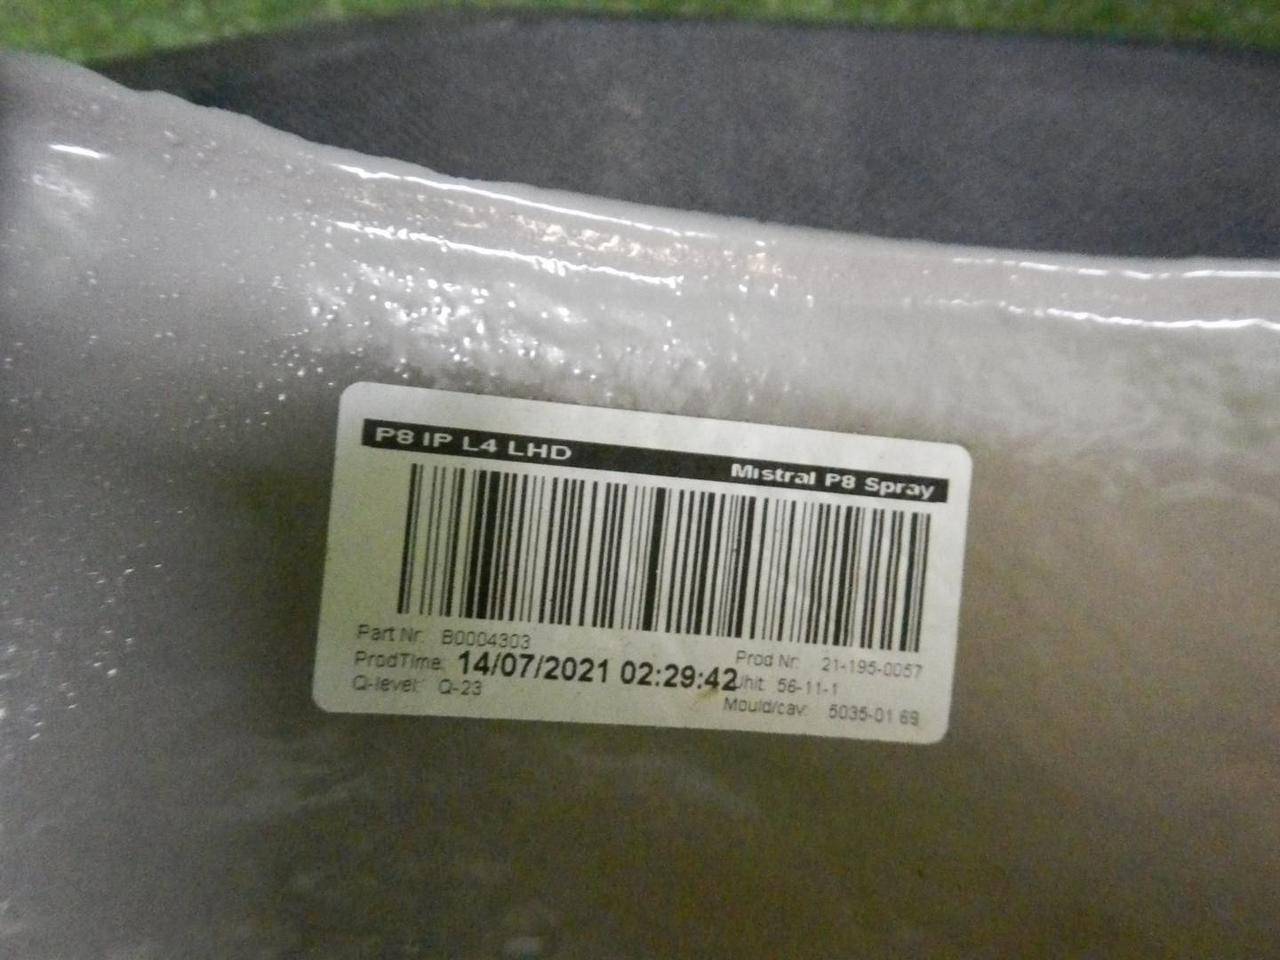 P8 IP L4 LHD
Mistral P8 Spray
Part Nr: B0004303
Prod Nr: 21-195-0057
ProdTime: 14/07/2021 02:29:42
Unit: 56-11-1
Q-level: Q-23
Mould/cav: 5035-01 69